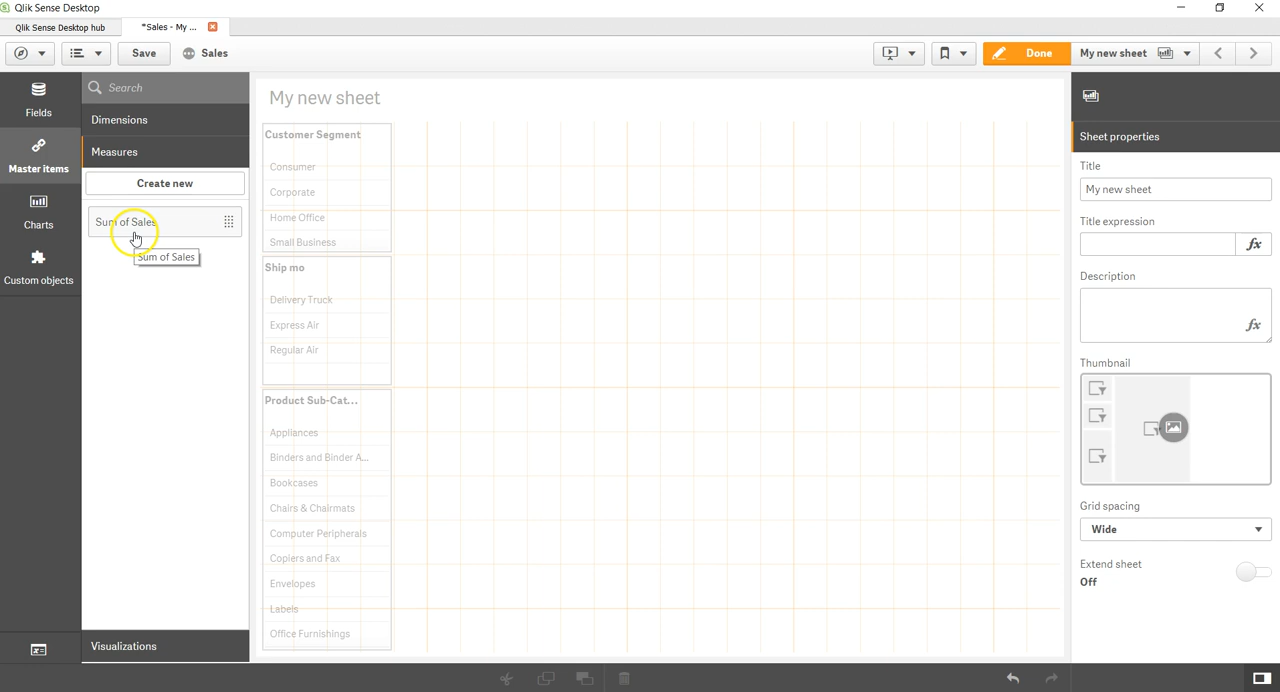 Qlik Sense Desktop
Qlik Sense Desktop hub
*Sales - My ...
Save
Sales
Done
My new sheet
Fields
Master items
Charts
Custom objects
Search
Dimensions
Measures
Create new
Sum of Sales
Sum of Sales
Visualizations
My new sheet
Customer Segment
Consumer
Corporate
Home Office
Small Business
Ship mo
Delivery Truck
Express Air
Regular Air
Product Sub-Cat...
Appliances
Binders and Binder A...
Bookcases
Chairs & Chairmats
Computer Peripherals
Copiers and Fax
Envelopes
Labels
Office Furnishings
Sheet properties
Title
My new sheet
Title expression
fx
Description
fx
Thumbnail
Grid spacing
Wide
Extend sheet
Off